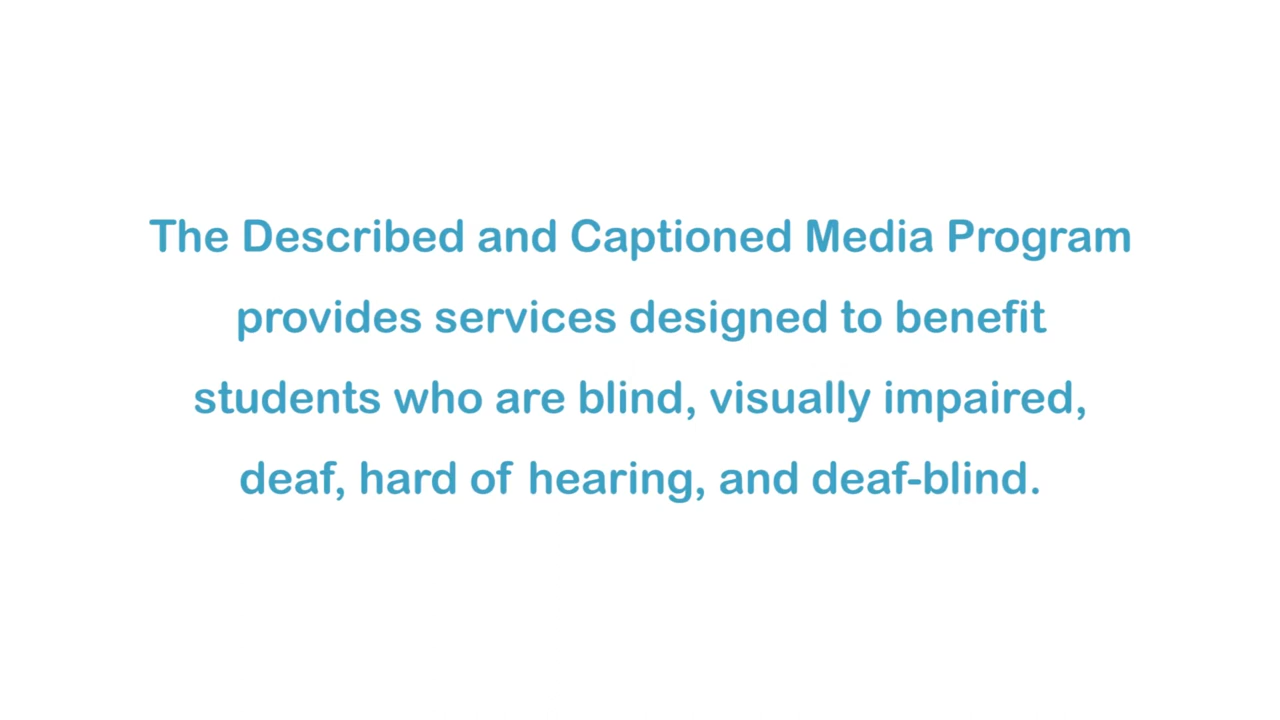 The Described and Captioned Media Program
provides services designed to benefit
students who are blind, visually impaired,
deaf, hard of hearing, and deaf-blind.